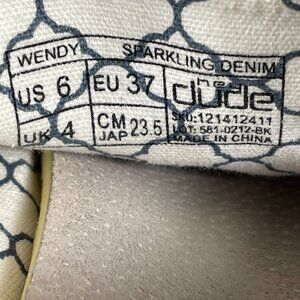 WENDY SPARKLING DENIM
US 6 EU 37 hey dude
UK 4 CM JAP 23.5
SKU:121412411
LOT: 581-0212-BK
MADE IN CHINA